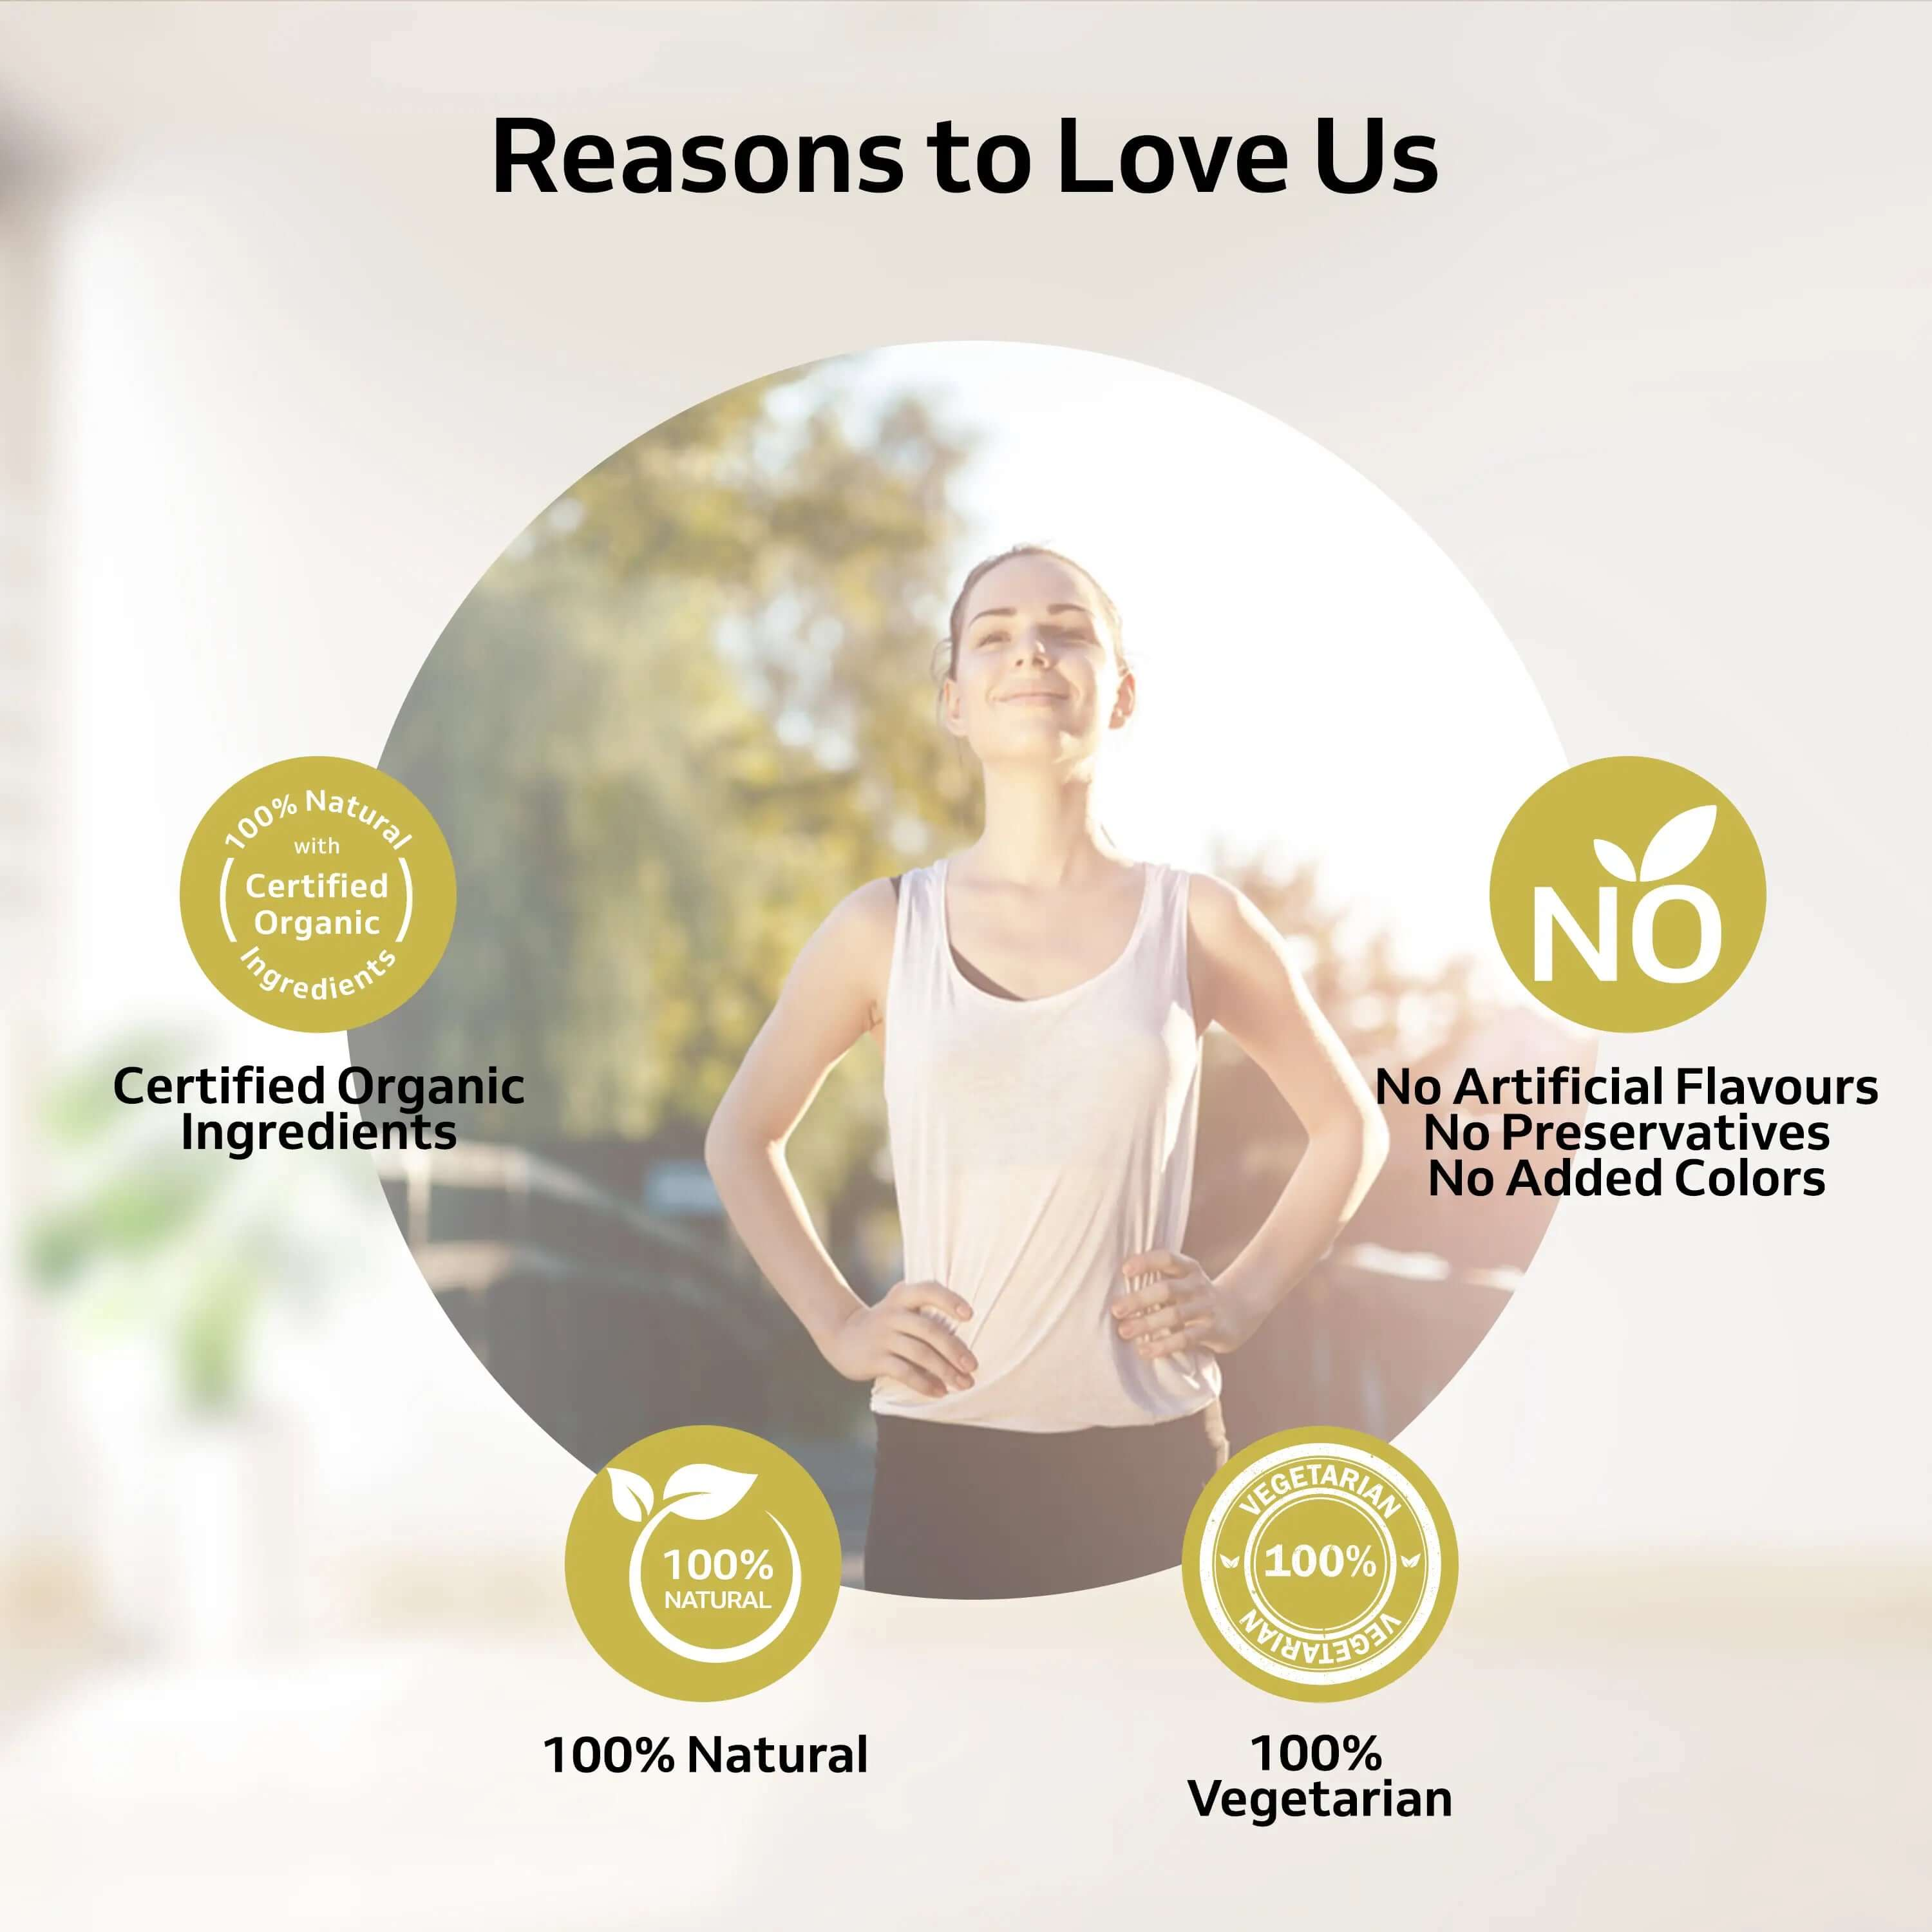 Reasons to Love Us
100% Natural
with
Certified
Organic
Ingredients
Certified Organic
Ingredients
NO
No Artificial Flavours
No Preservatives
No Added Colors
100%
NATURAL
100% Natural
VEGETARIAN
100%
VEGETARIAN
100%
Vegetarian